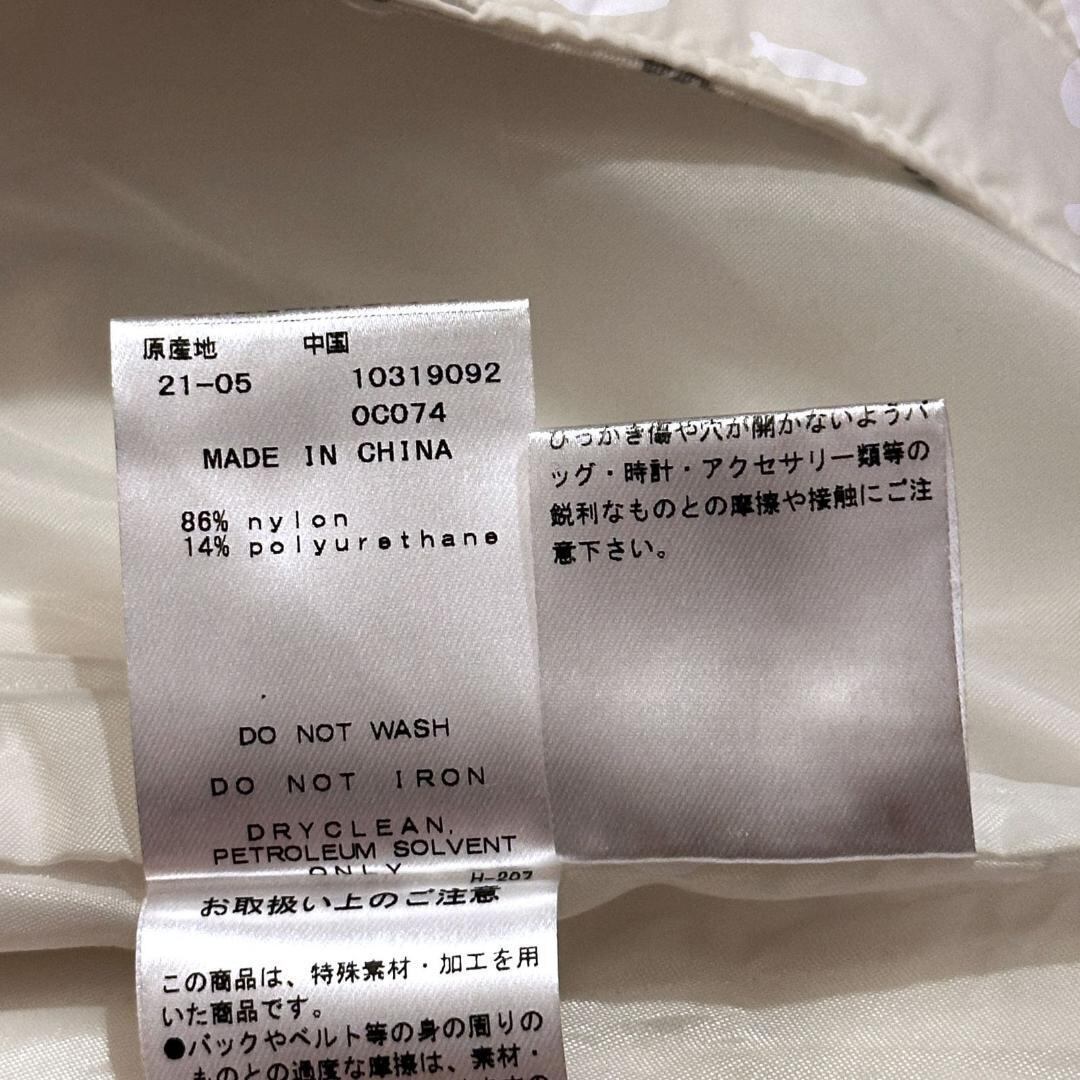 原産地 中国
21-05 10319092
0C074
MADE IN CHINA
86% nylon
14% polyurethane
DO NOT WASH
DO NOT IRON
DRYCLEAN,
PETROLEUM SOLVENT
ONLY
H-207
お取扱い上のご注意
この商品は、特殊素材・加工を用
いた商品です。
●バックやベルト等の身の周りの
ものとの過度な摩擦は、素材・
ひっかき傷や穴が開かないようバ
ッグ・時計・アクセサリー類等の
鋭利なものとの摩擦や接触にご注
意下さい。